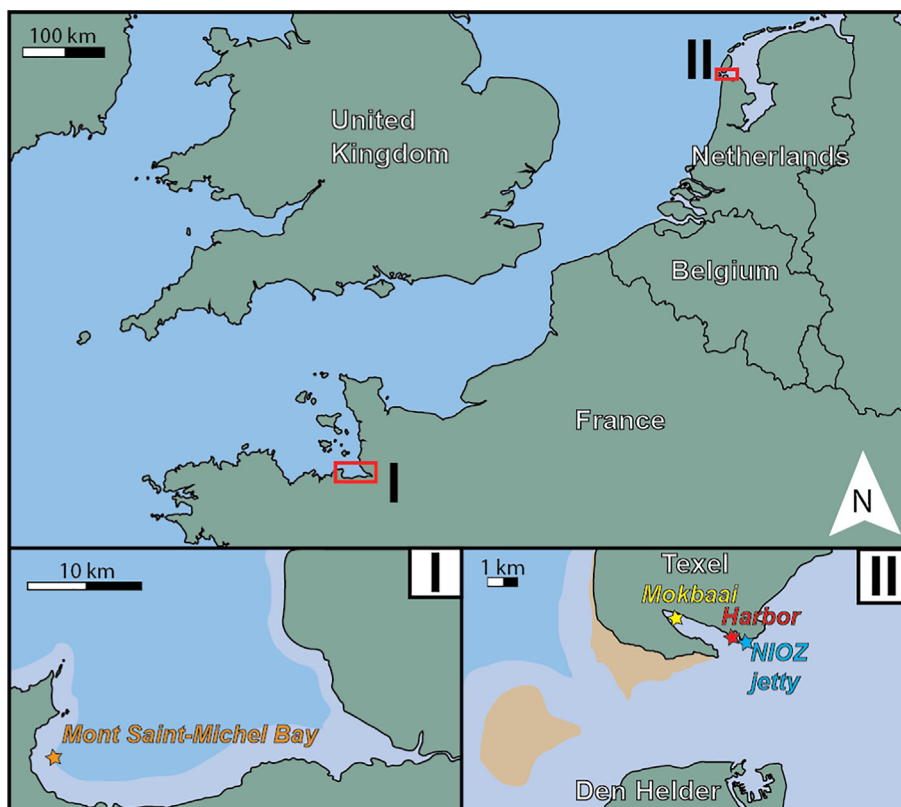 100 km
II
United
Kingdom
Netherlands
Belgium
France
I
N
10 km
I
Mont Saint-Michel Bay
1 km
Texel
II
Mokbaai
Harbor
NIOZ
jetty
Den Helder